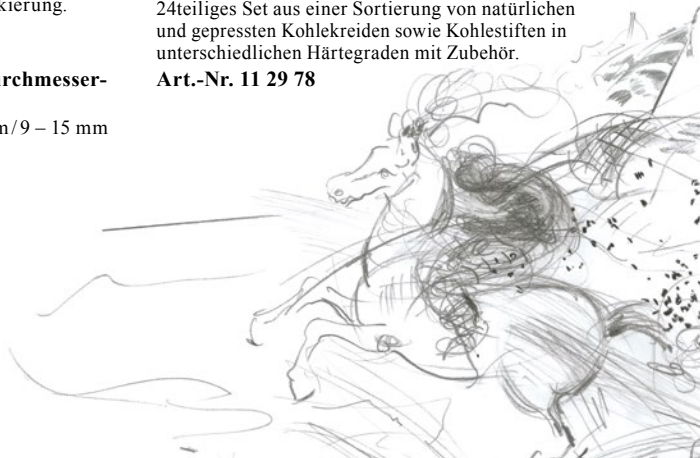 kierung.
urchmesser-
m/9 – 15 mm
24teiliges Set aus einer Sortierung von natürlichen
und gepressten Kohlekreiden sowie Kohlestiften in
unterschiedlichen Härtegraden mit Zubehör.
Art.-Nr. 11 29 78